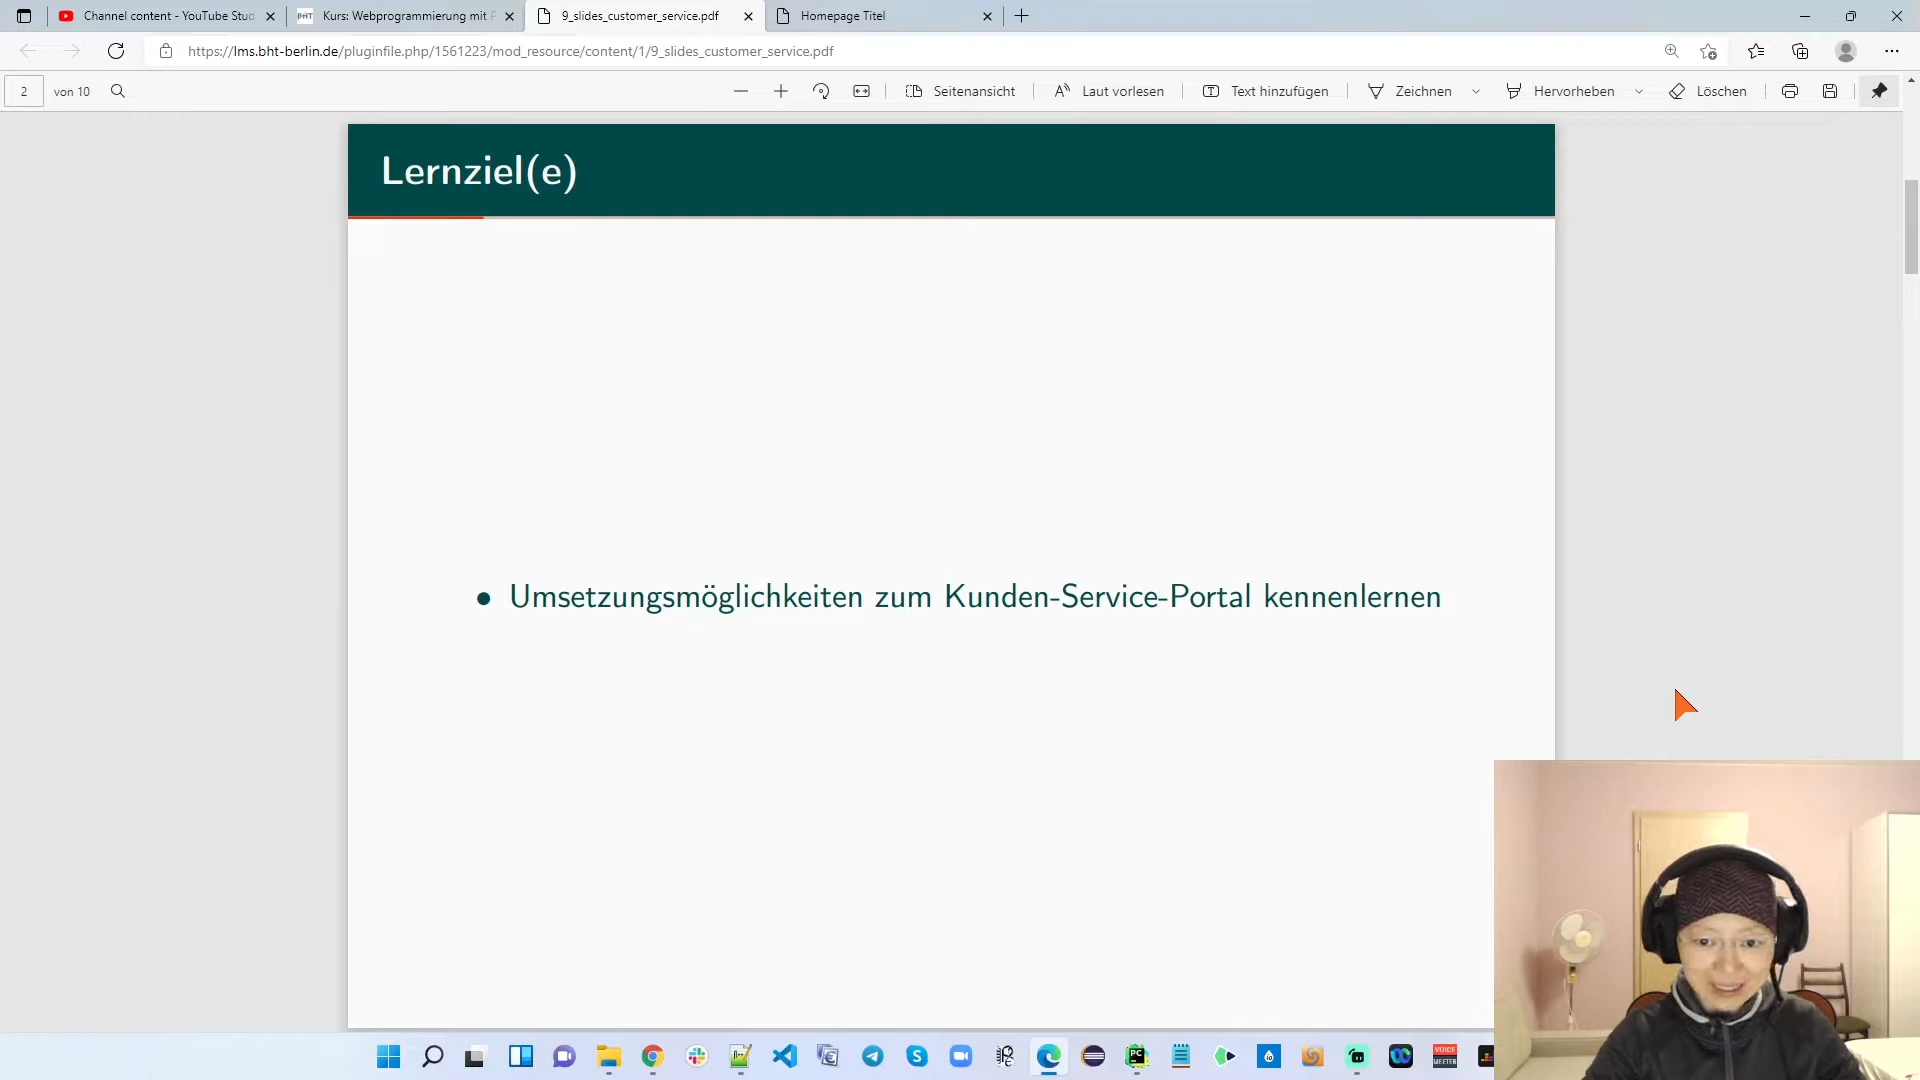 Channel content - YouTube Stud
Kurs: Webprogrammierung mit P
9_slides_customer_service.pdf
Homepage Titel
https://lms.bht-berlin.de/pluginfile.php/1561223/mod_resource/content/1/9_slides_customer_service.pdf
2 von 10
Seitenansicht
Laut vorlesen
Text hinzufügen
Zeichnen
Hervorheben
Löschen
Lernziel(e)
• Umsetzungsmöglichkeiten zum Kunden-Service-Portal kennenlernen
VOICE
MEETER